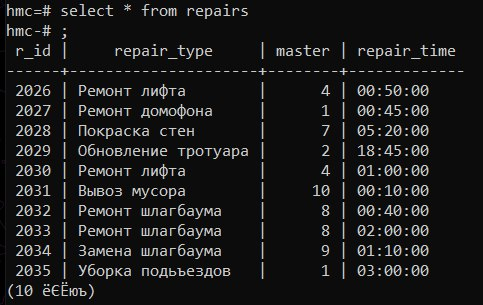 hmc=# select * from repairs
hmc-# ;
 r_id |     repair_type     | master | repair_time
------+---------------------+--------+-------------
 2026 | Ремонт лифта        |      4 | 00:50:00
 2027 | Ремонт домофона     |      1 | 00:45:00
 2028 | Покраска стен       |      7 | 05:20:00
 2029 | Обновление тротуара |      2 | 18:45:00
 2030 | Ремонт лифта        |      4 | 01:00:00
 2031 | Вывоз мусора        |     10 | 00:10:00
 2032 | Ремонт шлагбаума    |      8 | 00:40:00
 2033 | Ремонт шлагбаума    |      8 | 02:00:00
 2034 | Замена шлагбаума    |      9 | 01:10:00
 2035 | Уборка подьъездов   |      1 | 03:00:00
(10 ёЄЁюъ)